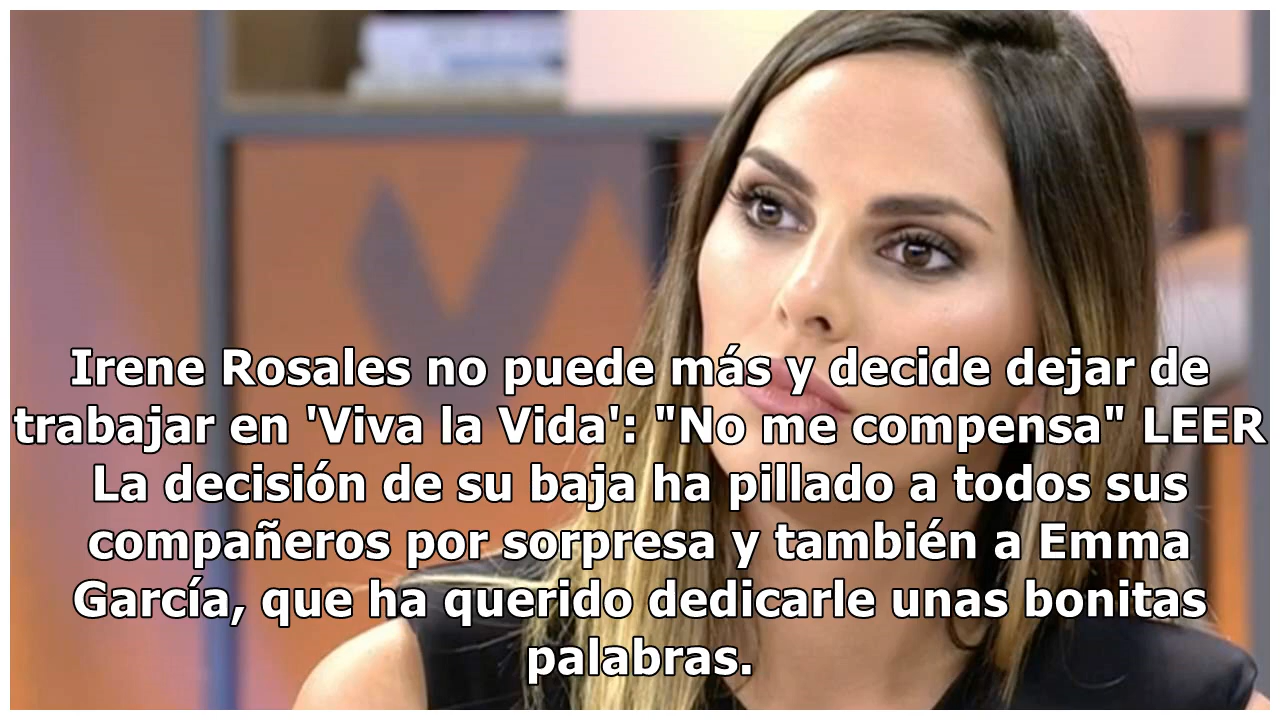 Irene Rosales no puede más y decide dejar de
trabajar en 'Viva la Vida': "No me compensa" LEER
La decisión de su baja ha pillado a todos sus
compañeros por sorpresa y también a Emma
García, que ha querido dedicarle unas bonitas
palabras.